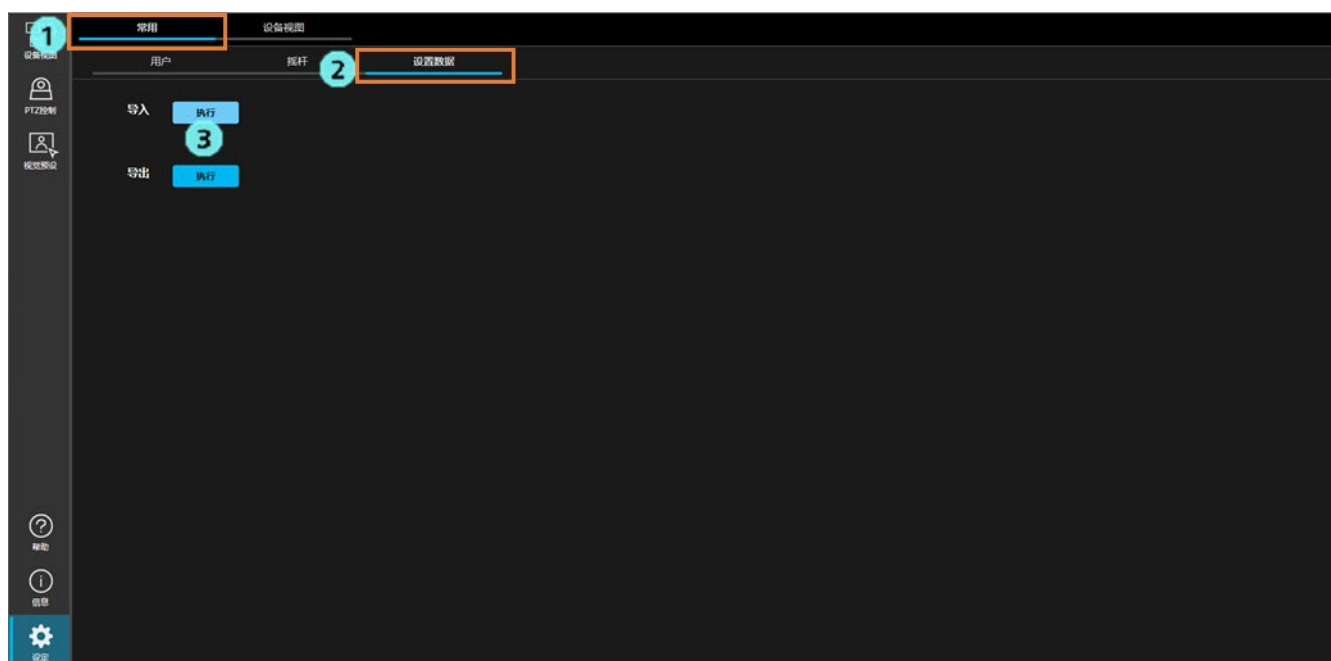 1
常用
设备视图
设备视图
用户
摇杆
2
设置数据
PTZ控制
导入
执行
3
视觉预设
导出
执行
帮助
信息
设定